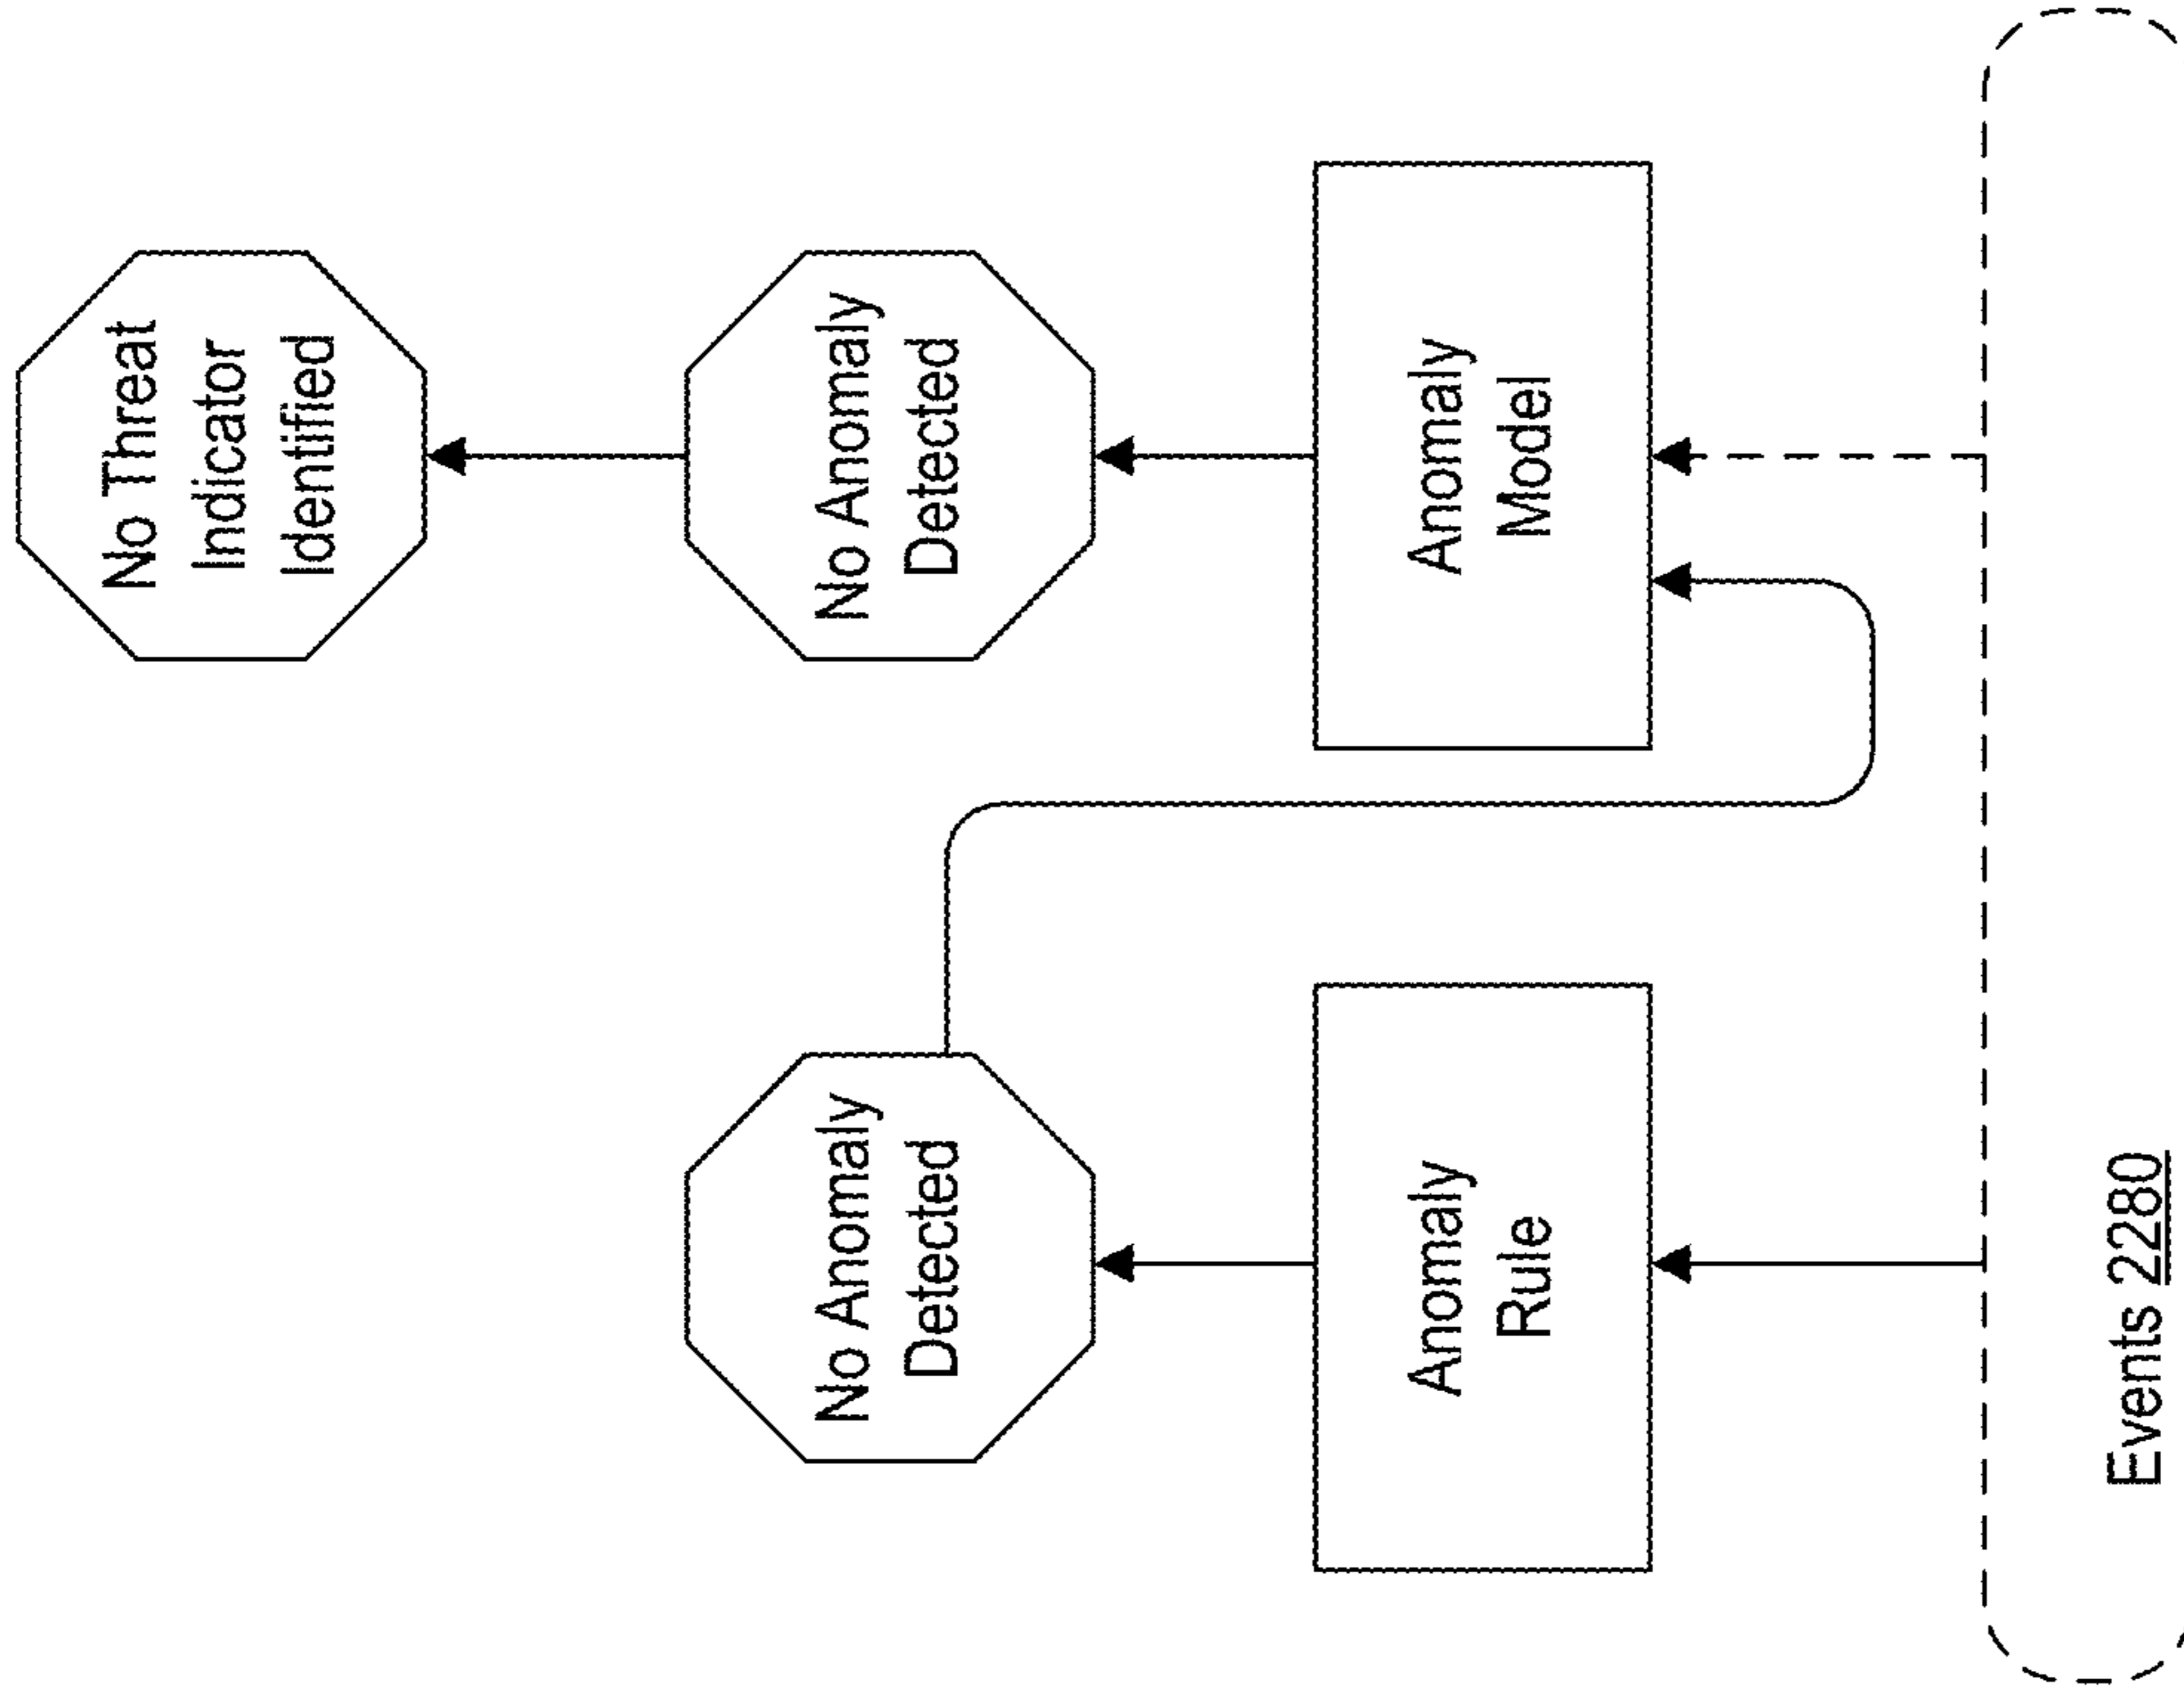 No Threat
Indicator
Identified
No Anomaly
Detected
No Anomaly
Detected
Anomaly
Rule
Anomaly
Model
Events 2280